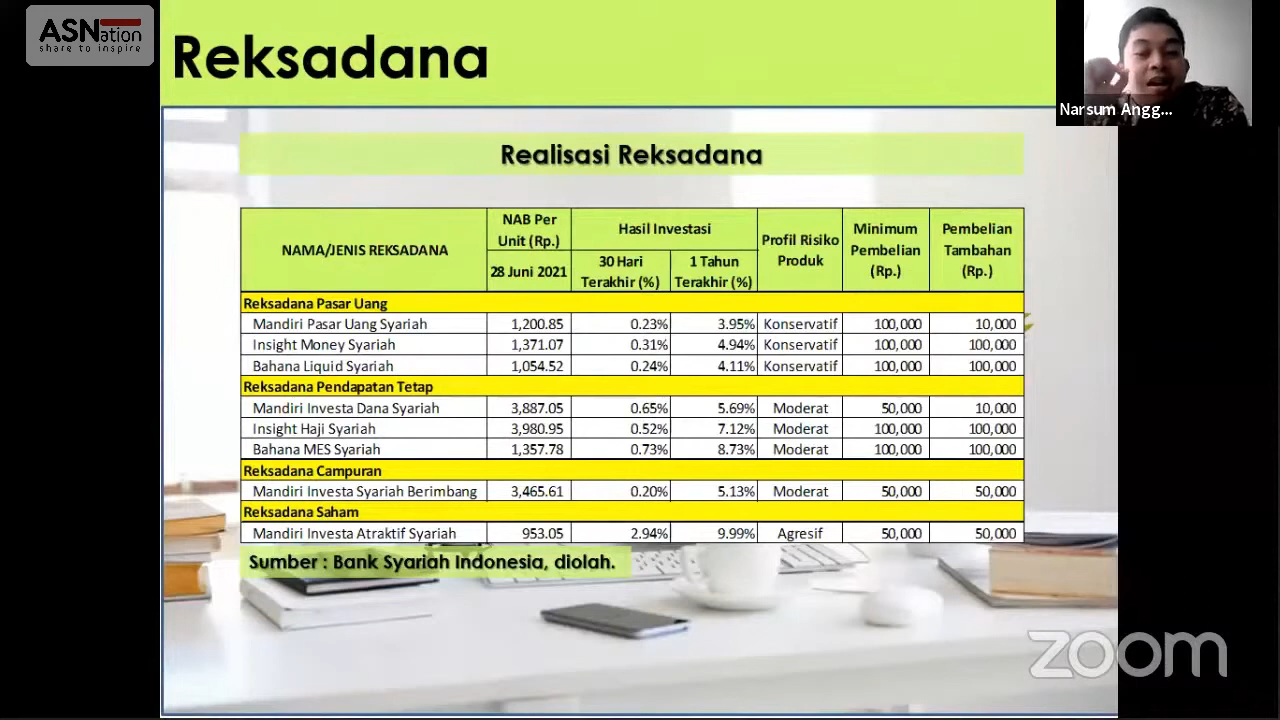 ASNation
share to inspire
Reksadana
Narsum Angg...
Realisasi Reksadana
NAMA/JENIS REKSADANA
NAB Per Unit (Rp.)
28 Juni 2021
Hasil Investasi
30 Hari Terakhir (%)
1 Tahun Terakhir (%)
Profil Risiko Produk
Minimum Pembelian (Rp.)
Pembelian Tambahan (Rp.)
Reksadana Pasar Uang
Mandiri Pasar Uang Syariah 1,200.85 0.23% 3.95% Konservatif 100,000 10,000
Insight Money Syariah 1,371.07 0.31% 4.94% Konservatif 100,000 100,000
Bahana Liquid Syariah 1,054.52 0.24% 4.11% Konservatif 100,000 100,000
Reksadana Pendapatan Tetap
Mandiri Investa Dana Syariah 3,887.05 0.65% 5.69% Moderat 50,000 10,000
Insight Haji Syariah 3,980.95 0.52% 7.12% Moderat 100,000 100,000
Bahana MES Syariah 1,357.78 0.73% 8.73% Moderat 100,000 100,000
Reksadana Campuran
Mandiri Investa Syariah Berimbang 3,465.61 0.20% 5.13% Moderat 50,000 50,000
Reksadana Saham
Mandiri Investa Atraktif Syariah 953.05 2.94% 9.99% Agresif 50,000 50,000
Sumber : Bank Syariah Indonesia, diolah.
zoom